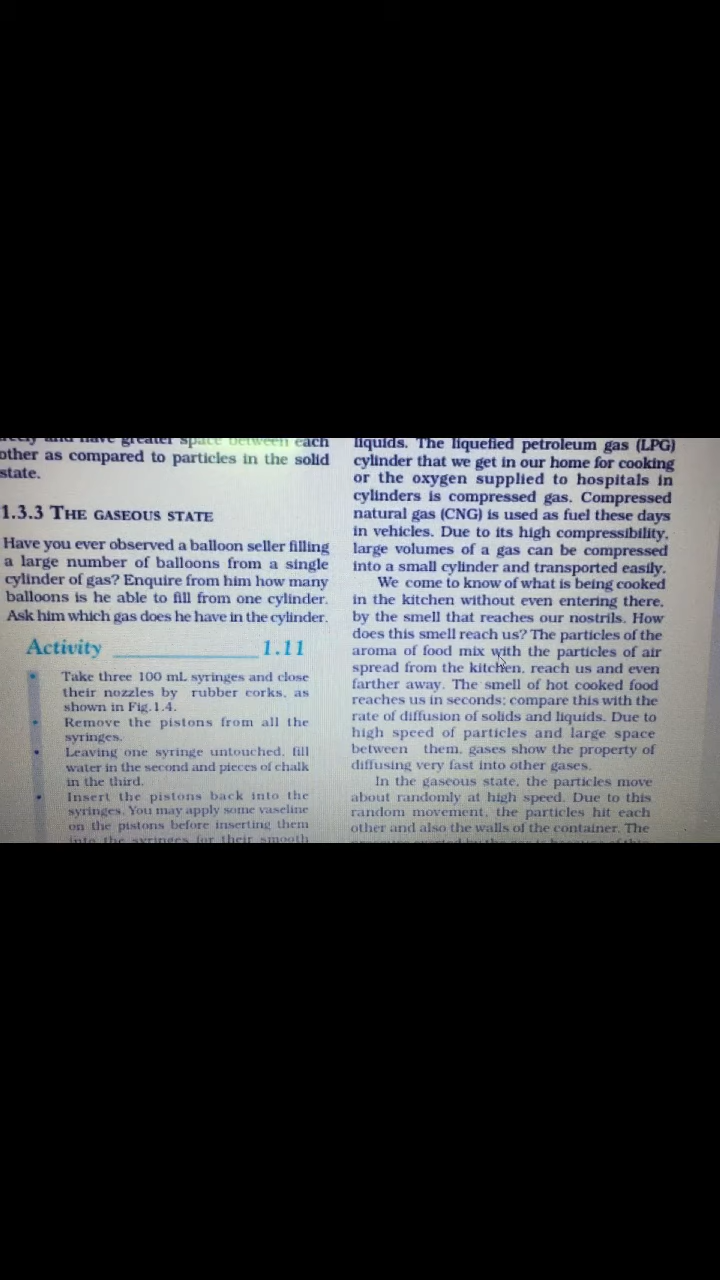 have greater space between each
other as compared to particles in the solid
state.
1.3.3 THE GASEOUS STATE
Have you ever observed a balloon seller filling
a large number of balloons from a single
cylinder of gas? Enquire from him how many
balloons is he able to fill from one cylinder.
Ask him which gas does he have in the cylinder.
Activity 1.11
• Take three 100 mL syringes and close
their nozzles by rubber corks, as
shown in Fig.1.4.
• Remove the pistons from all the
syringes.
• Leaving one syringe untouched, fill
water in the second and pieces of chalk
in the third.
• Insert the pistons back into the
syringes. You may apply some vaseline
on the pistons before inserting them
into the syringes for their smooth
liquids. The liquefied petroleum gas (LPG)
cylinder that we get in our home for cooking
or the oxygen supplied to hospitals in
cylinders is compressed gas. Compressed
natural gas (CNG) is used as fuel these days
in vehicles. Due to its high compressibility,
large volumes of a gas can be compressed
into a small cylinder and transported easily.
We come to know of what is being cooked
in the kitchen without even entering there,
by the smell that reaches our nostrils. How
does this smell reach us? The particles of the
aroma of food mix with the particles of air
spread from the kitchen, reach us and even
farther away. The smell of hot cooked food
reaches us in seconds; compare this with the
rate of diffusion of solids and liquids. Due to
high speed of particles and large space
between them, gases show the property of
diffusing very fast into other gases.
In the gaseous state, the particles move
about randomly at high speed. Due to this
random movement, the particles hit each
other and also the walls of the container. The